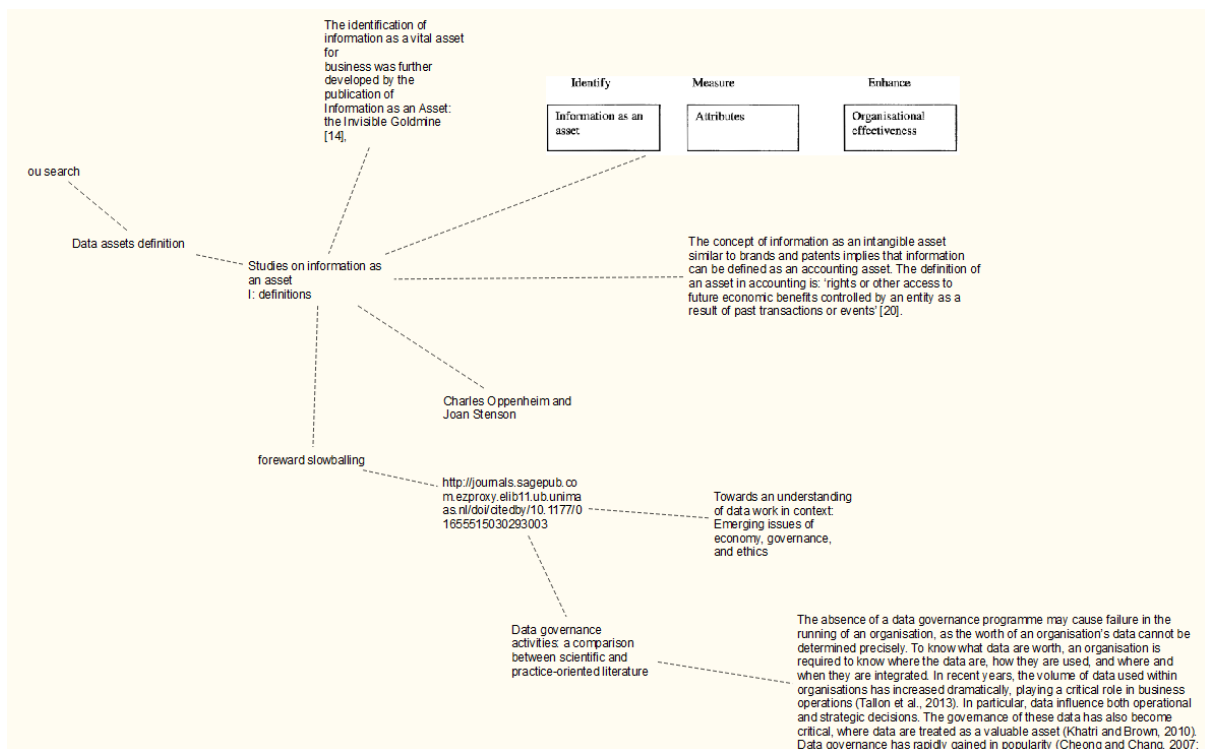 The identification of
information as a vital asset
for
business was further
developed by the
publication of
Information as an Asset:
the Invisible Goldmine
[14],
Identify Measure Enhance
Information as an
asset
Attributes
Organisational
effectiveness
ou search
Data assets definition
Studies on information as
an asset
I: definitions
The concept of information as an intangible asset
similar to brands and patents implies that information
can be defined as an accounting asset. The definition of
an asset in accounting is: ‘rights or other access to
future economic benefits controlled by an entity as a
result of past transactions or events’ [20].
Charles Oppenheim and
Joan Stenson
foreward slowballing
http://journals.sagepub.co
m.ezproxy.elib11.ub.unima
as.nl/doi/citedby/10.1177/0
1655515030293003
Towards an understanding
of data work in context:
Emerging issues of
economy, governance,
and ethics
Data governance
activities: a comparison
between scientific and
practice-oriented literature
The absence of a data governance programme may cause failure in the
running of an organisation, as the worth of an organisation’s data cannot be
determined precisely. To know what data are worth, an organisation is
required to know where the data are, how they are used, and where and
when they are integrated. In recent years, the volume of data used within
organisations has increased dramatically, playing a critical role in business
operations (Tallon et al., 2013). In particular, data influence both operational
and strategic decisions. The governance of these data has also become
critical, where data are treated as a valuable asset (Khatri and Brown, 2010).
Data governance has rapidly gained in popularity (Cheong and Chang, 2007;